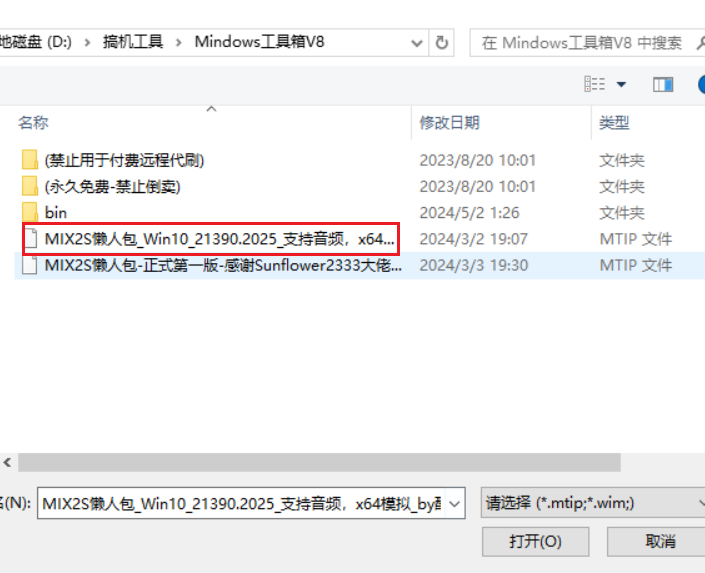 地磁盘 (D:) › 搞机工具 › Mindows工具箱V8
在 Mindows工具箱V8 中搜索
名称 修改日期 类型
(禁止用于付费远程代刷) 2023/8/20 10:01 文件夹
(永久免费-禁止倒卖) 2023/8/20 10:01 文件夹
bin 2024/5/2 1:26 文件夹
MIX2S懒人包_Win10_21390.2025_支持音频，x64... 2024/3/2 19:07 MTIP 文件
MIX2S懒人包-正式第一版-感谢Sunflower2333大佬... 2024/3/3 19:30 MTIP 文件
(N): MIX2S懒人包_Win10_21390.2025_支持音频，x64模拟_by 请选择 (*.mtip;*.wim;)
打开(O) 取消